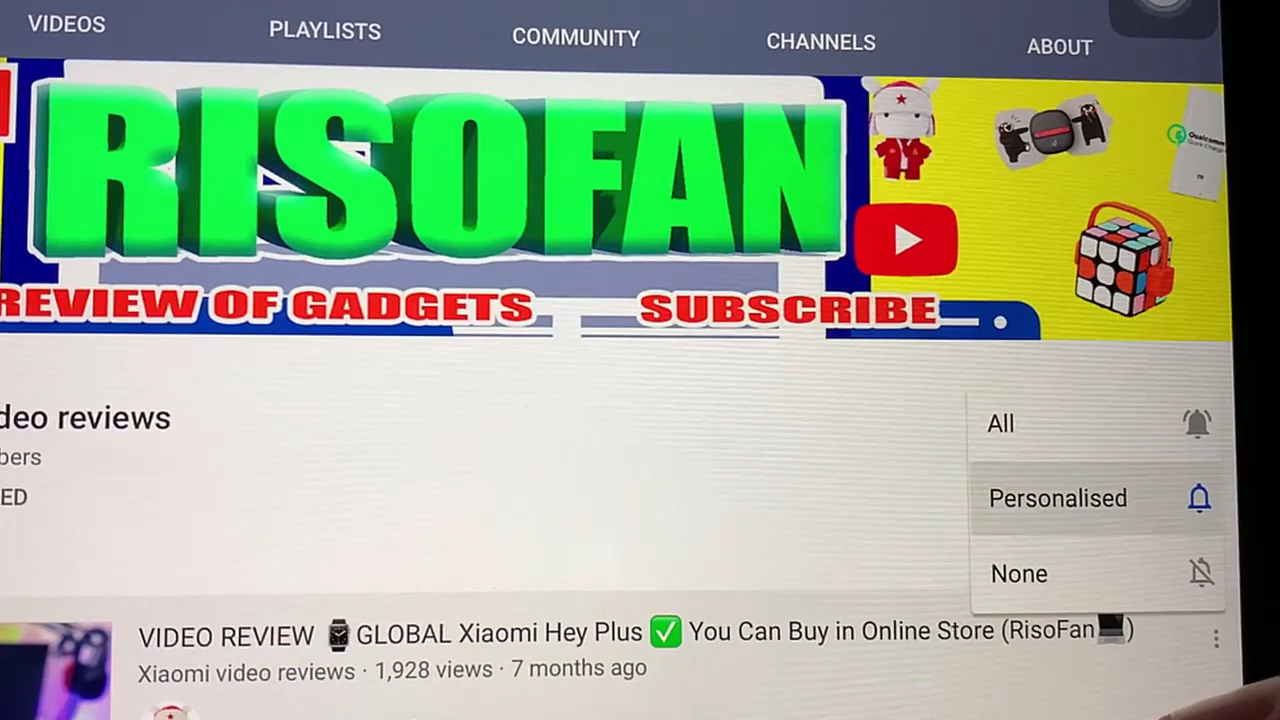 VIDEOS
PLAYLISTS
COMMUNITY
CHANNELS
ABOUT
RISOFAN
Qualcomm
REVIEW OF GADGETS
SUBSCRIBE
deo reviews
bers
ED
All
Personalised
None
VIDEO REVIEW ⌚GLOBAL Xiaomi Hey Plus ✅ You Can Buy in Online Store (RisoFan💻)
Xiaomi video reviews · 1,928 views · 7 months ago